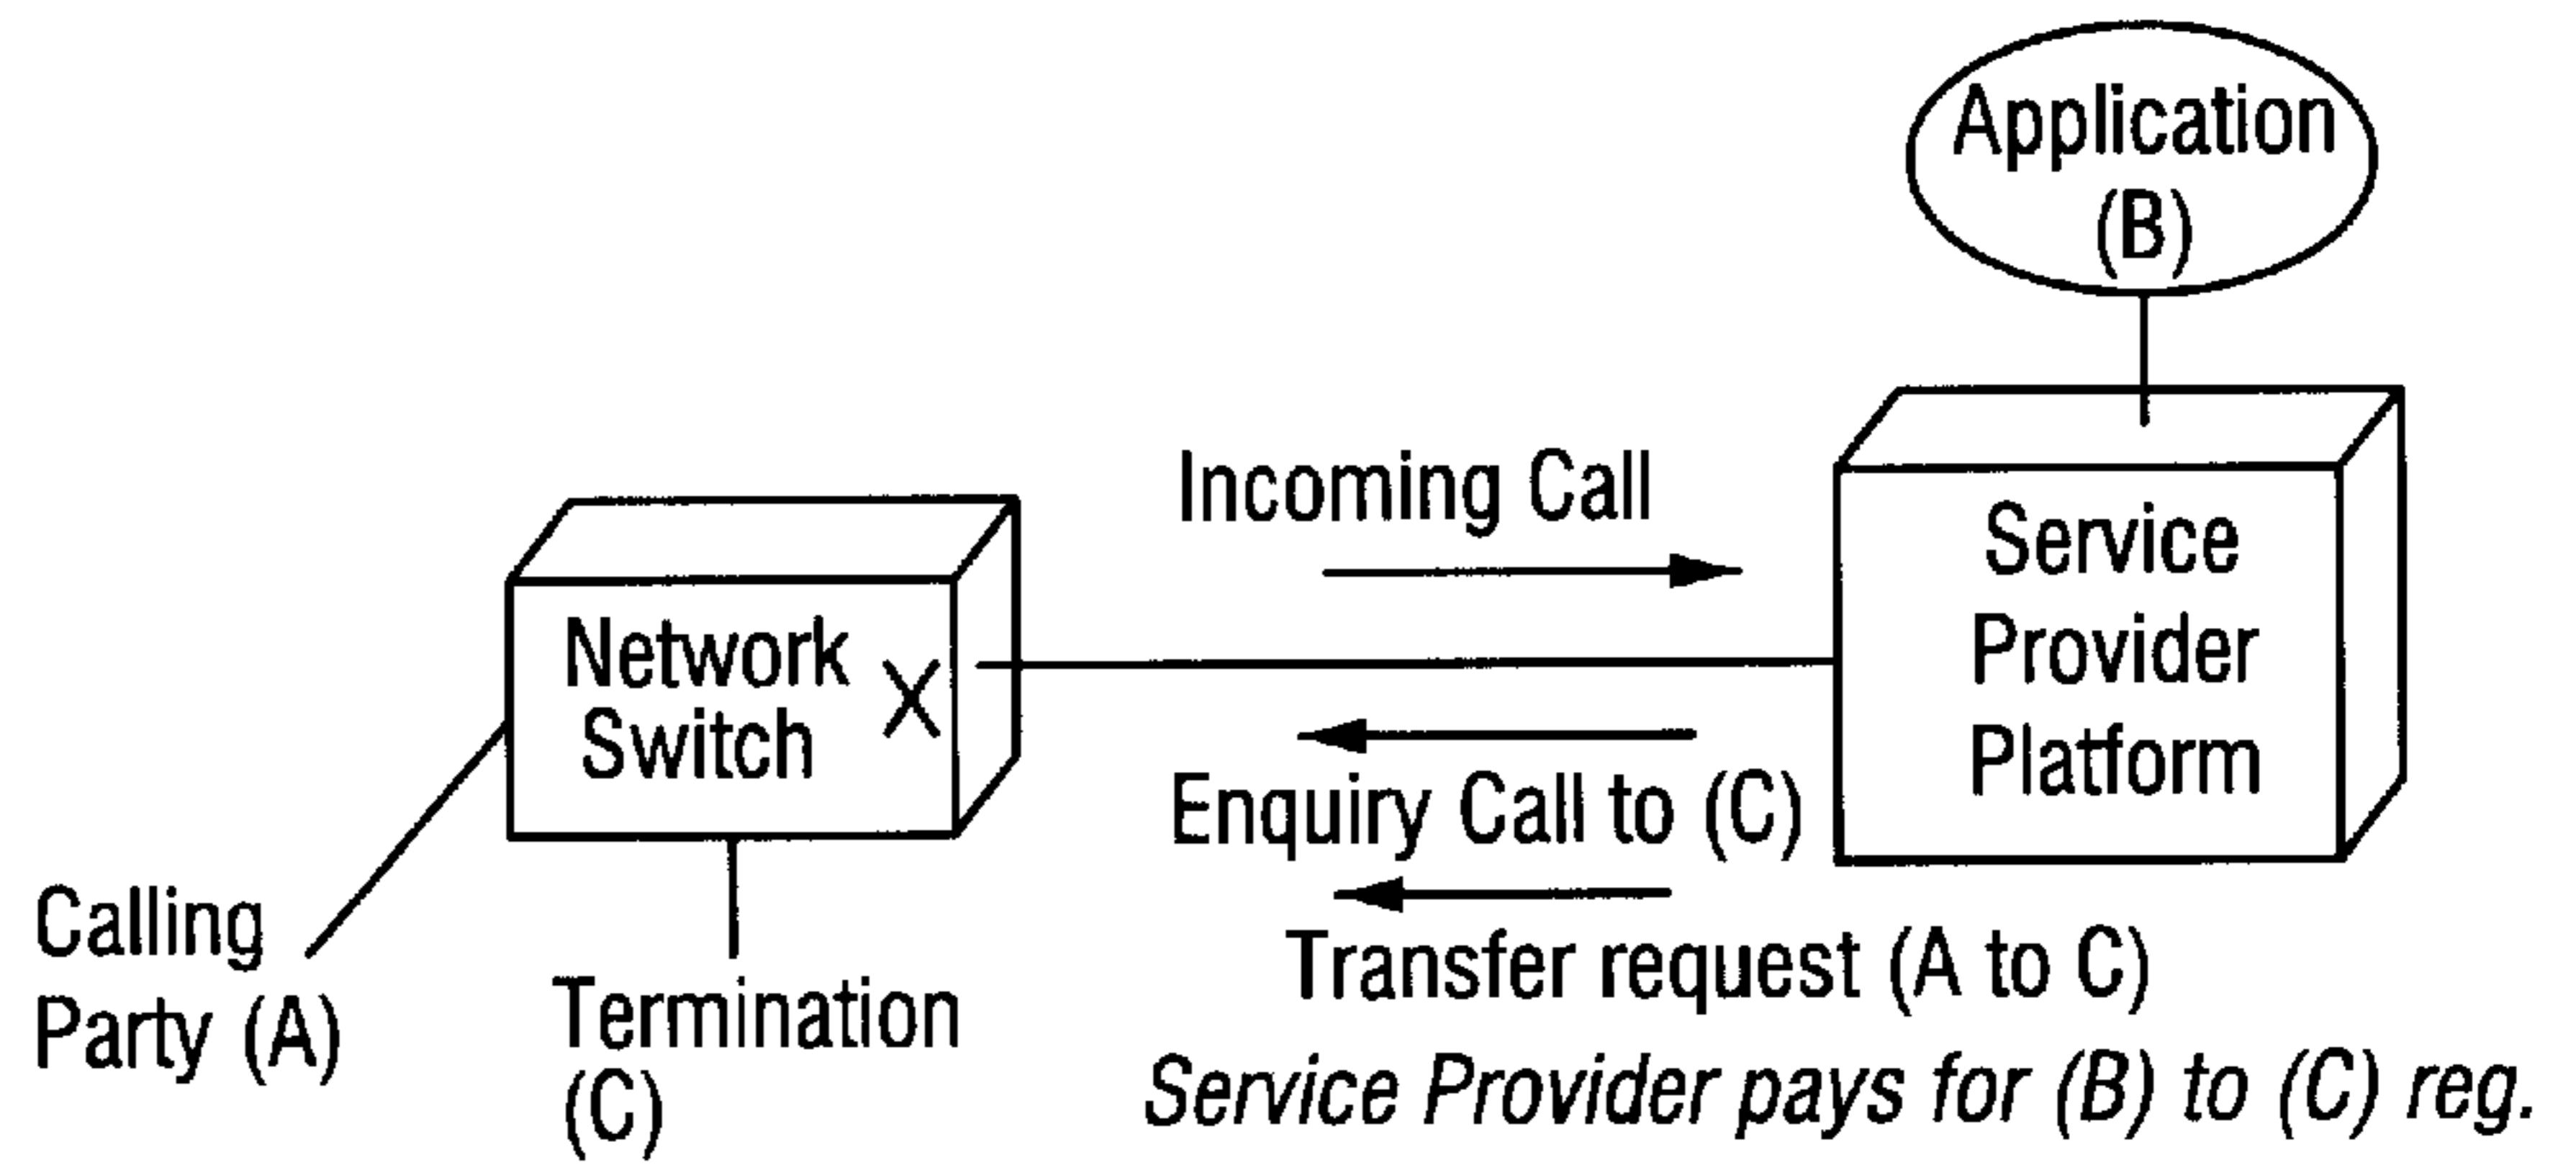 Application
(B)
Incoming Call
Service
Provider
Platform
Network
Switch
X
Enquiry Call to (C)
Transfer request (A to C)
Calling
Party (A)
Termination
(C)
Service Provider pays for (B) to (C) reg.